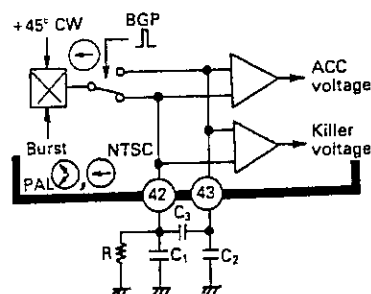 +45° CW
BGP
ACC
voltage
Killer
voltage
Burst
NTSC
PAL
,
42
43
C3
R
C1
C2